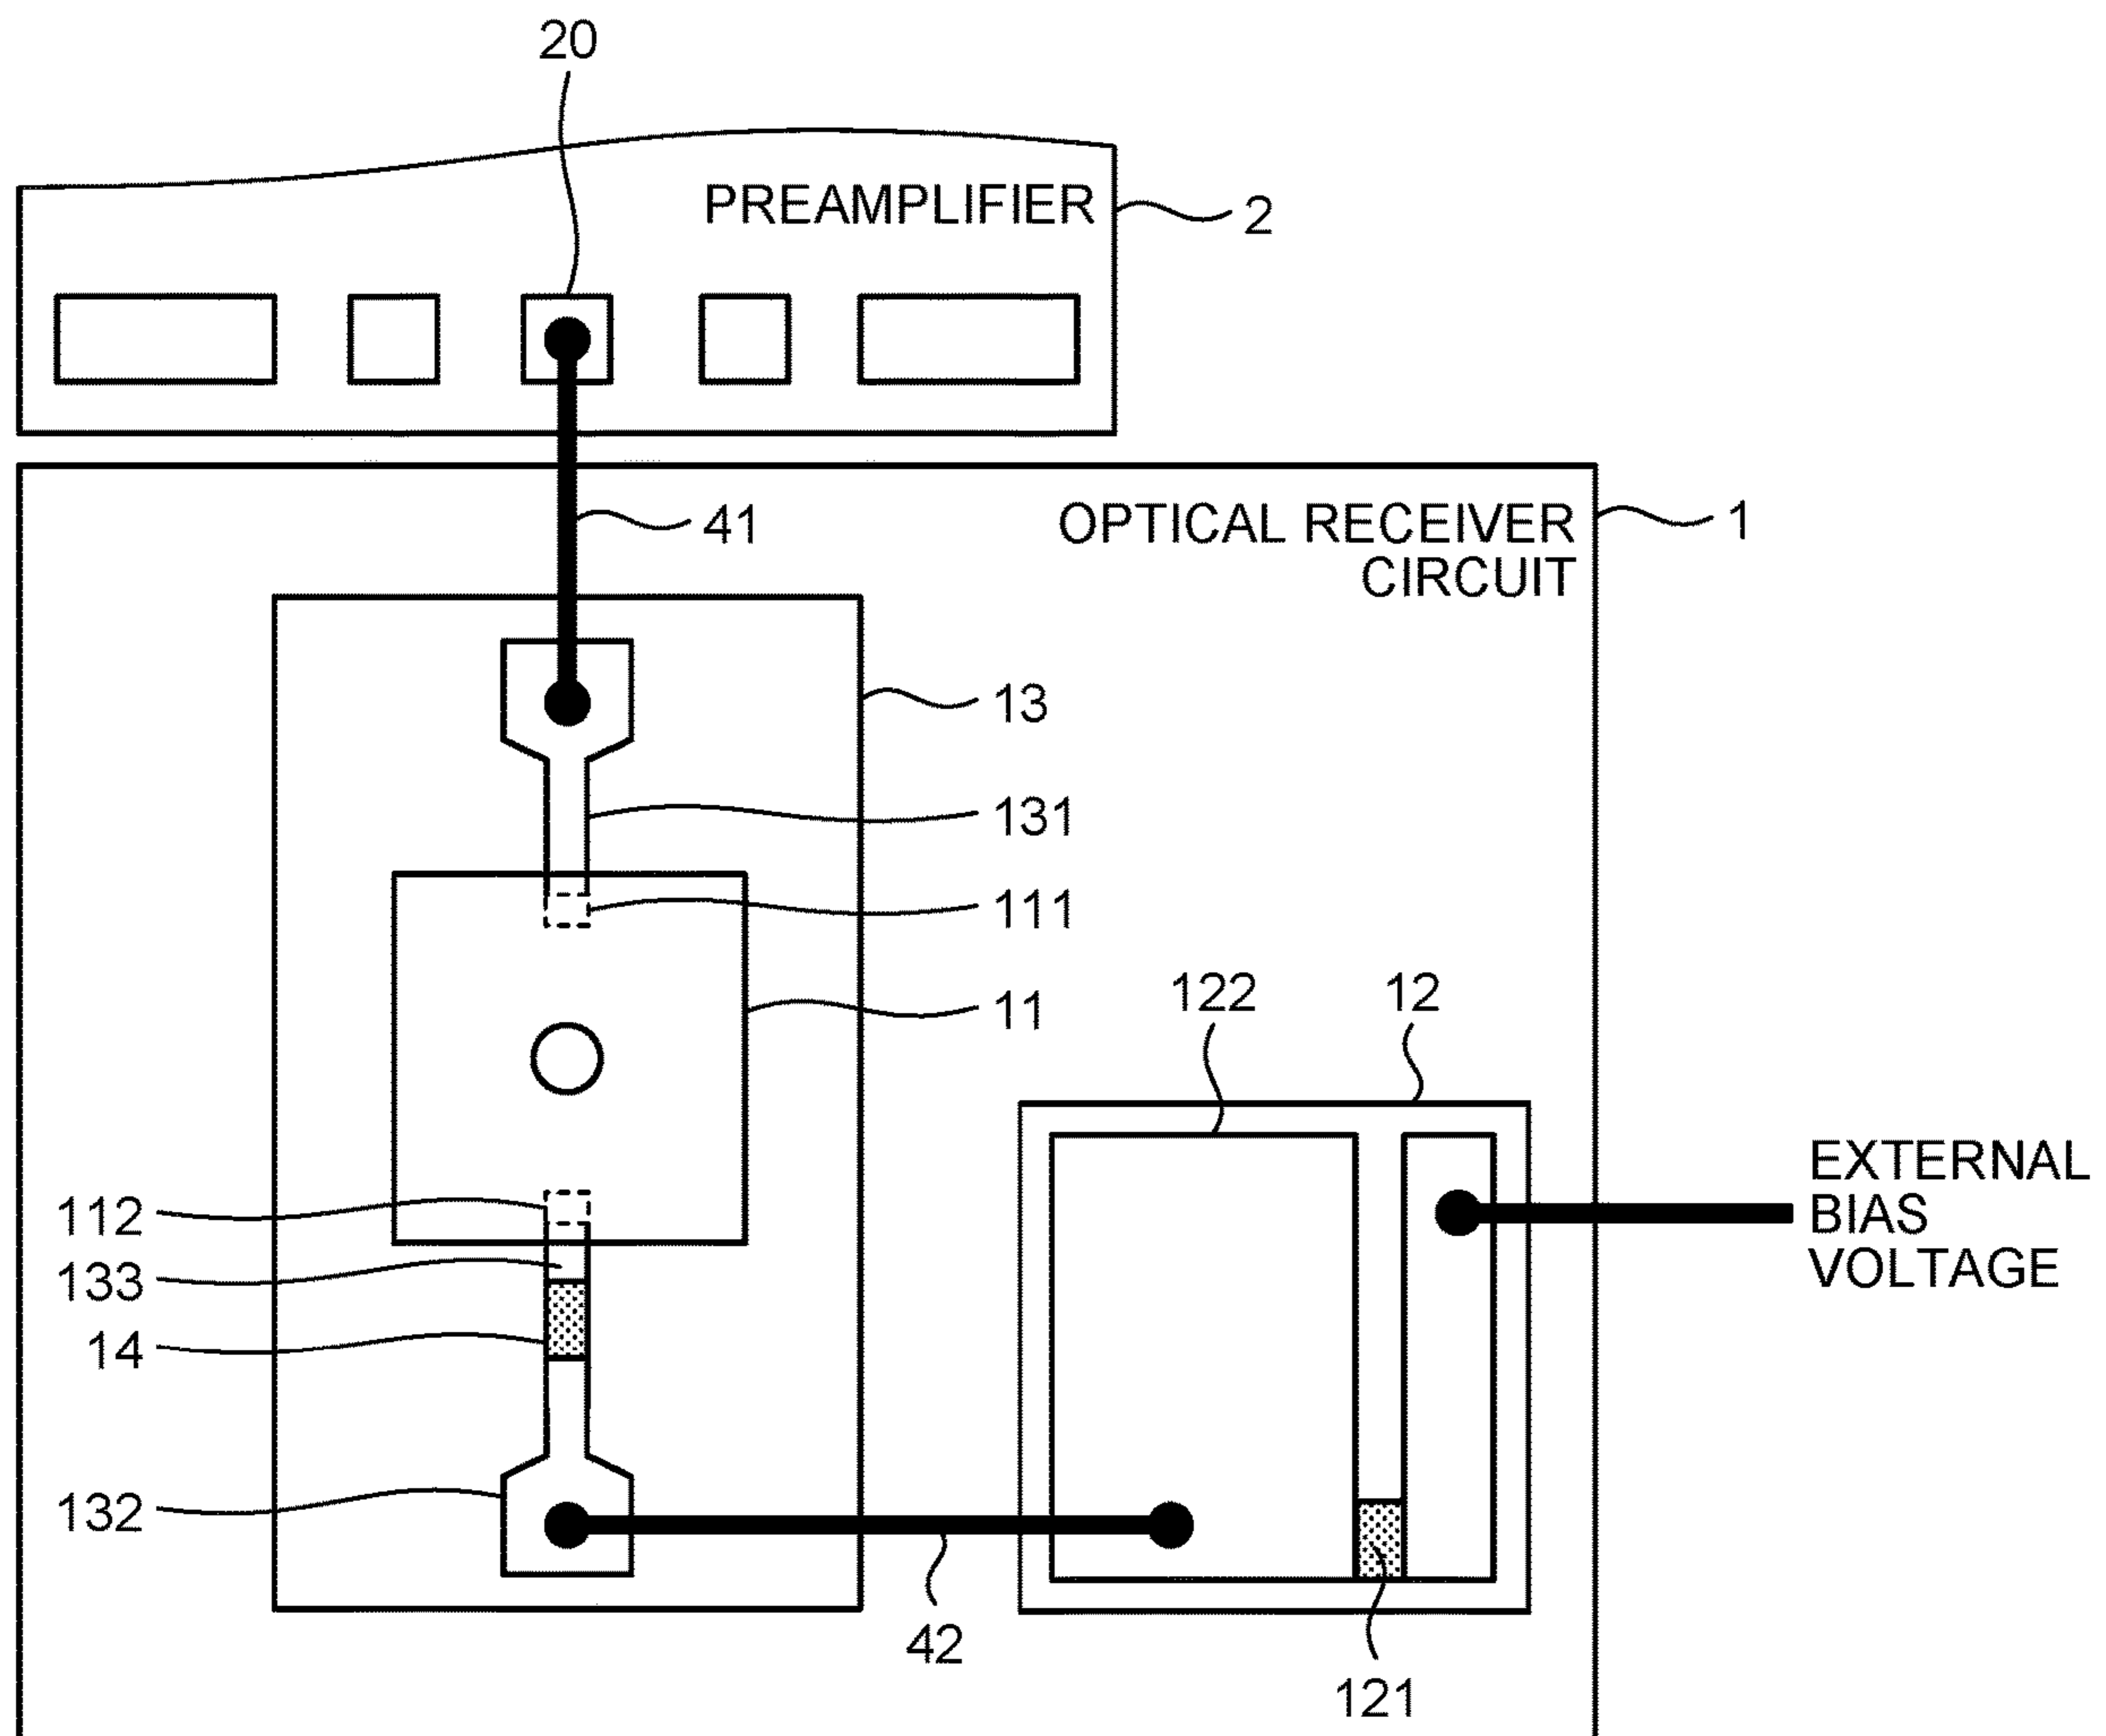 20
PREAMPLIFIER
2
41
OPTICAL RECEIVER
CIRCUIT
1
13
131
111
11
122
12
112
133
14
132
EXTERNAL
BIAS
VOLTAGE
42
121